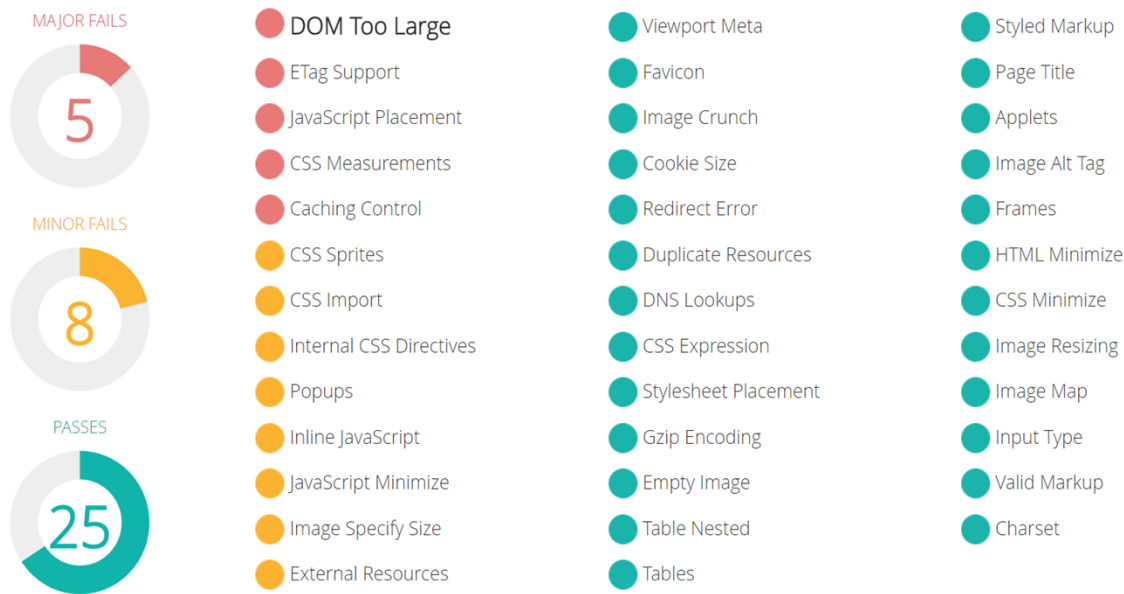 MAJOR FAILS
5
MINOR FAILS
8
PASSES
25
DOM Too Large
ETag Support
JavaScript Placement
CSS Measurements
Caching Control
CSS Sprites
CSS Import
Internal CSS Directives
Popups
Inline JavaScript
JavaScript Minimize
Image Specify Size
External Resources
Viewport Meta
Favicon
Image Crunch
Cookie Size
Redirect Error
Duplicate Resources
DNS Lookups
CSS Expression
Stylesheet Placement
Gzip Encoding
Empty Image
Table Nested
Tables
Styled Markup
Page Title
Applets
Image Alt Tag
Frames
HTML Minimize
CSS Minimize
Image Resizing
Image Map
Input Type
Valid Markup
Charset